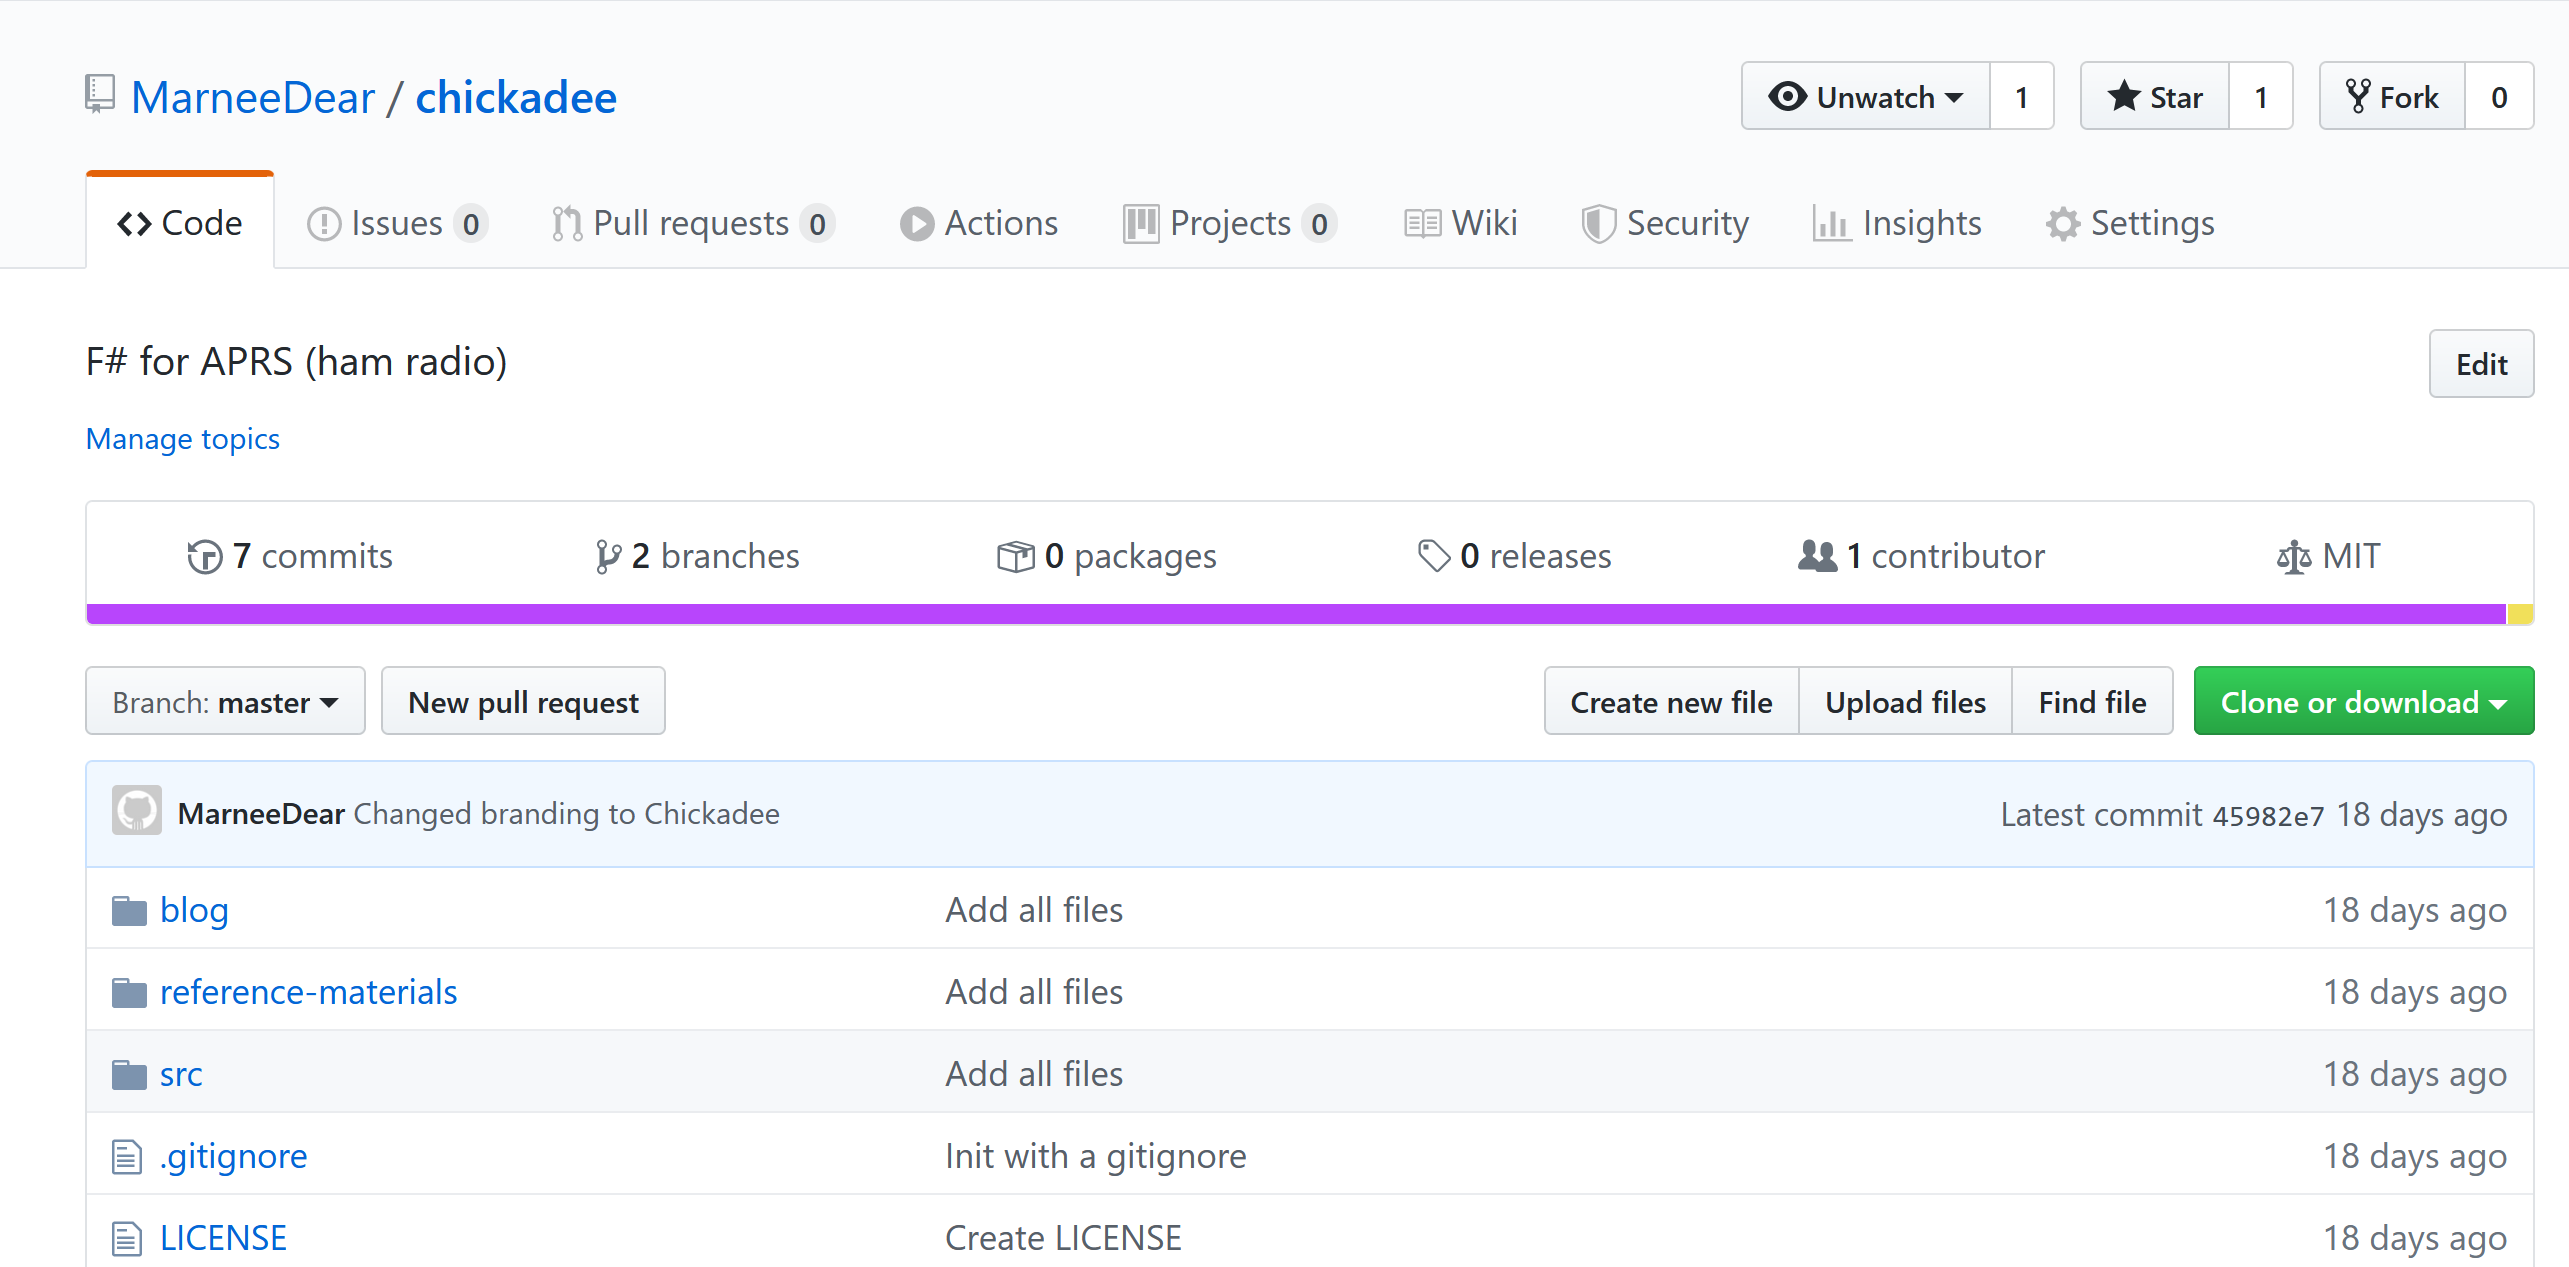 MarneeDear / chickadee
Unwatch 1 Star 1 Fork 0
Code Issues 0 Pull requests 0 Actions Projects 0 Wiki Security Insights Settings
F# for APRS (ham radio)
Edit
Manage topics
7 commits 2 branches 0 packages 0 releases 1 contributor MIT
Branch: master New pull request Create new file Upload files Find file Clone or download
MarneeDear Changed branding to Chickadee Latest commit 45982e7 18 days ago
blog Add all files 18 days ago
reference-materials Add all files 18 days ago
src Add all files 18 days ago
.gitignore Init with a gitignore 18 days ago
LICENSE Create LICENSE 18 days ago